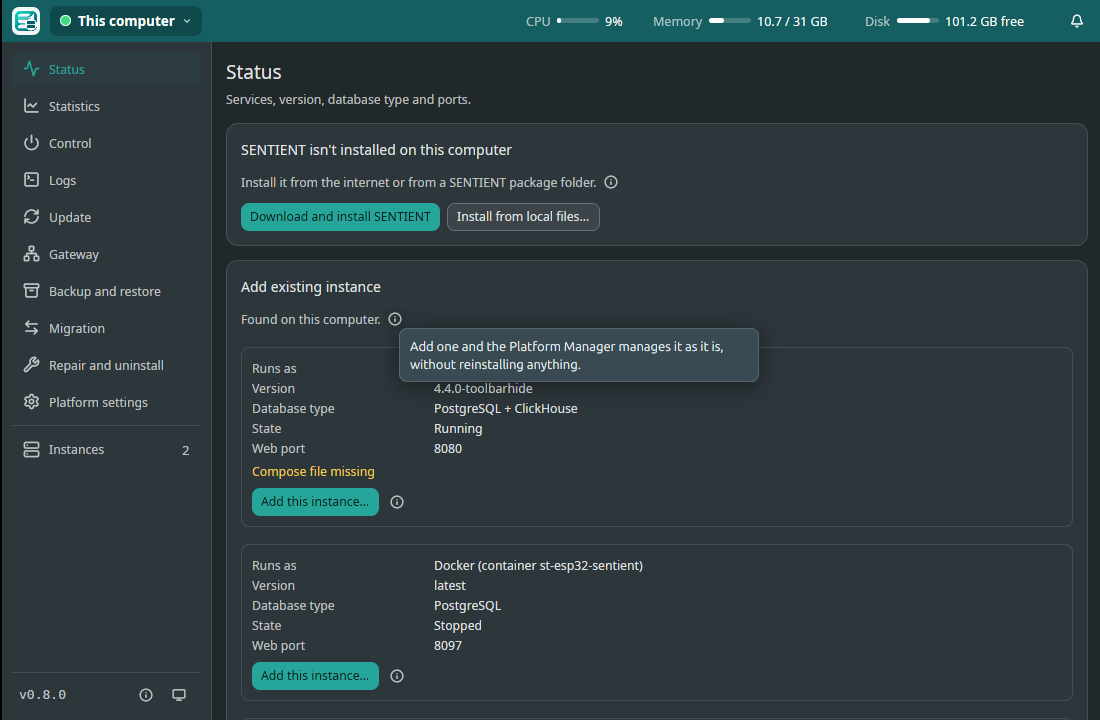 This computer
CPU 9%
Memory 10.7 / 31 GB
Disk 101.2 GB free
Status
Statistics
Control
Logs
Update
Gateway
Backup and restore
Migration
Repair and uninstall
Platform settings
Instances 2
v0.8.0
Status
Services, version, database type and ports.
SENTIENT isn't installed on this computer
Install it from the internet or from a SENTIENT package folder.
Download and install SENTIENT
Install from local files...
Add existing instance
Found on this computer.
Add one and the Platform Manager manages it as it is,
without reinstalling anything.
Runs as
Version 4.4.0-toolbarhide
Database type PostgreSQL + ClickHouse
State Running
Web port 8080
Compose file missing
Add this instance...
Runs as Docker (container st-esp32-sentient)
Version latest
Database type PostgreSQL
State Stopped
Web port 8097
Add this instance...